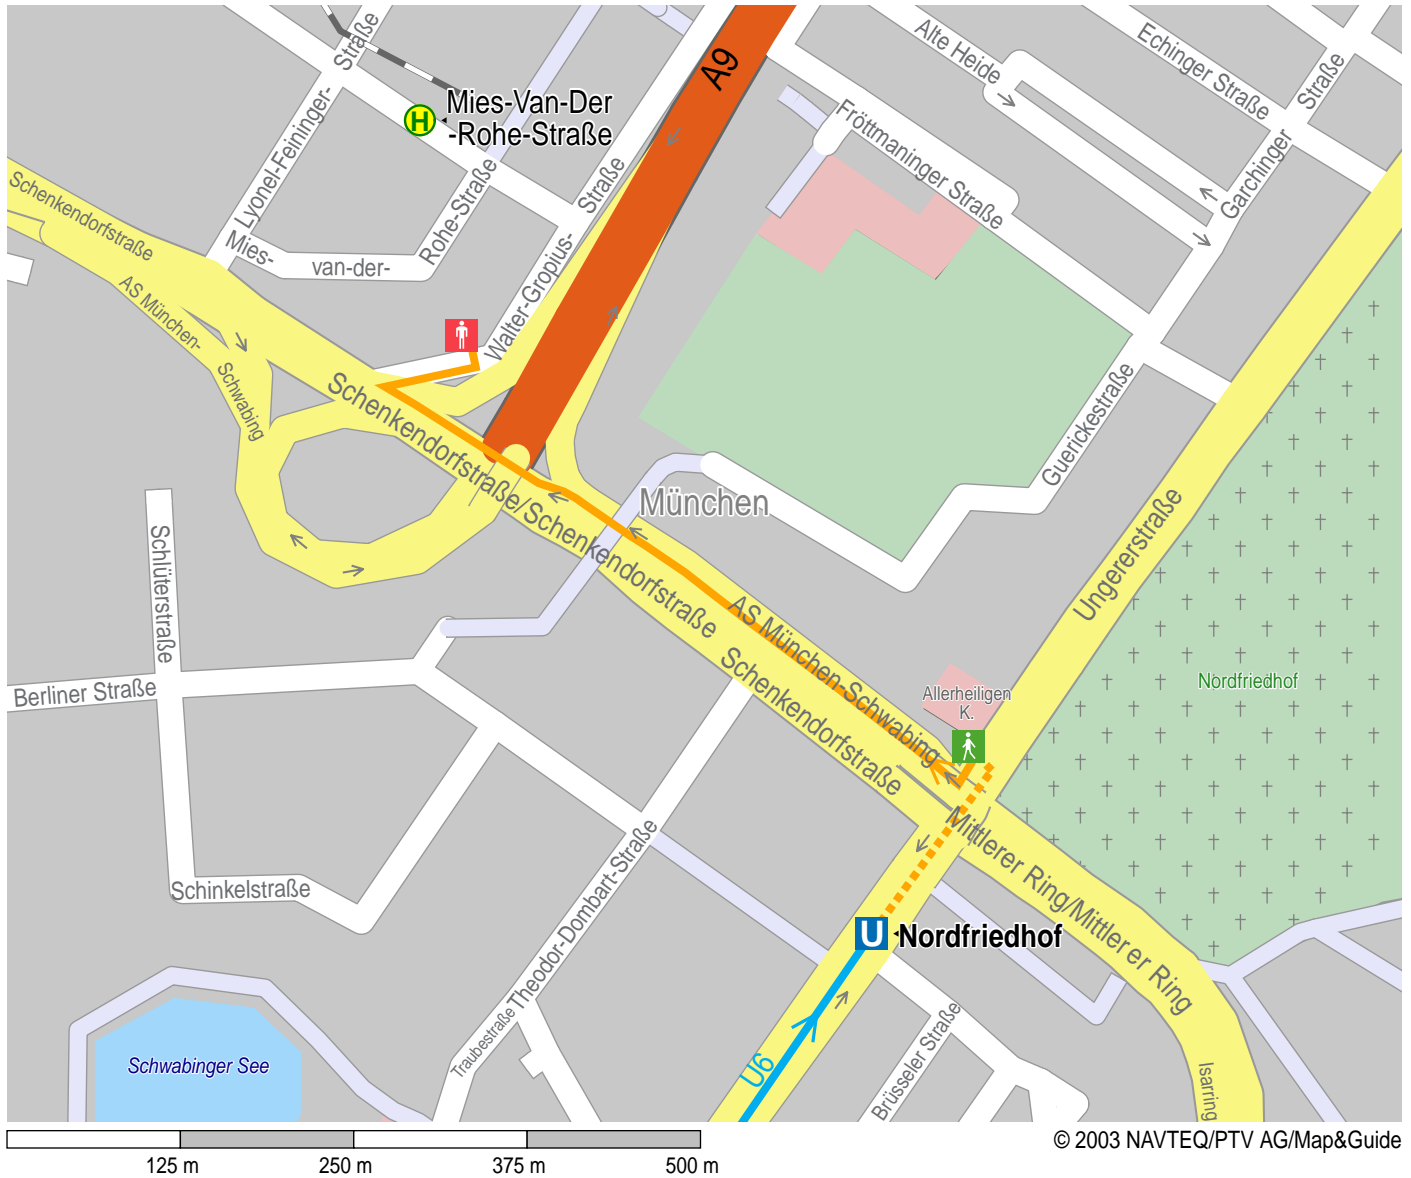 A9
Straße
Alte Heide
Echinger Straße
Straße
H
Mies-Van-Der
-Rohe-Straße
Lyonel-Feininger-
Fröttmaninger Straße
Garchinger
Schenkendorfstraße
Straße
Rohe-Straße
Mies-
van-der-
Walter-Gropius-
AS München-
Schwabing
Guerickestraße
Schenkendorfstraße/Schenkendorfstraße
München
Ungererstraße
Schlüterstraße
AS München-Schwabing
Schenkendorfstraße
Berliner Straße
Nordfriedhof
Allerheiligen
K.
Mittlerer Ring/Mittlerer Ring
Theodor-Dombart-Straße
Schinkelstraße
U
Nordfriedhof
Traubestraße
Schwabinger See
U6
Brüsseler Straße
Isarring
125 m
250 m
375 m
500 m
© 2003 NAVTEQ/PTV AG/Map&Guide